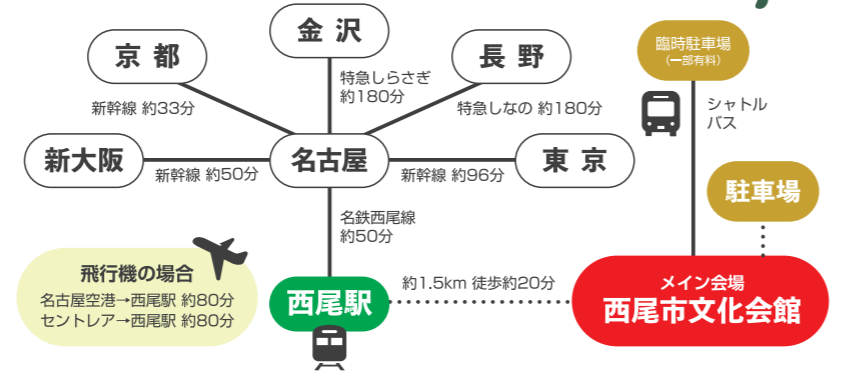 金沢
京都
長野
臨時駐車場
（一部有料）
特急しらさぎ
約180分
新幹線 約33分
特急しなの 約180分
シャトル
バス
新大阪
新幹線 約50分
名古屋
新幹線 約96分
東京
駐車場
名鉄西尾線
約50分
飛行機の場合
名古屋空港→西尾駅 約80分
セントレア→西尾駅 約80分
西尾駅
約1.5km 徒歩約20分
メイン会場
西尾市文化会館